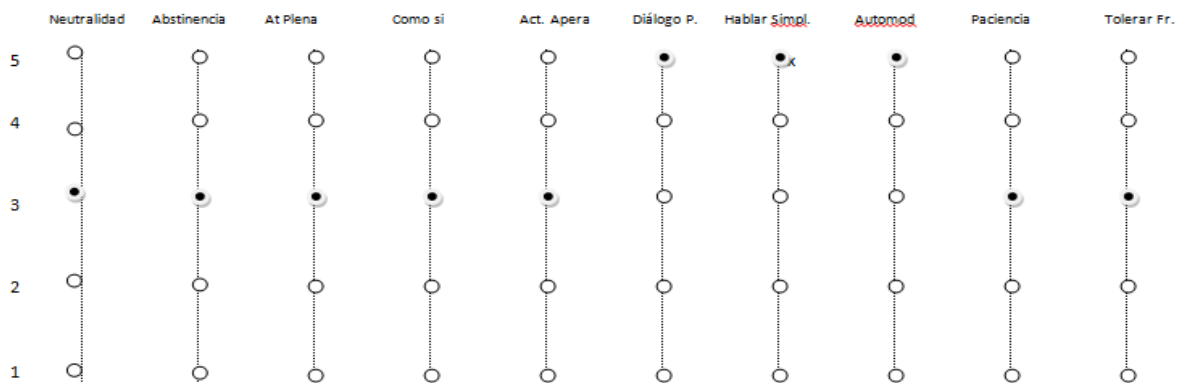 Neutralidad Abstinencia At Plena Como si Act. Apera Diálogo P. Hablar Simpl. Automod Paciencia Tolerar Fr.
5 x
4
3
2
1